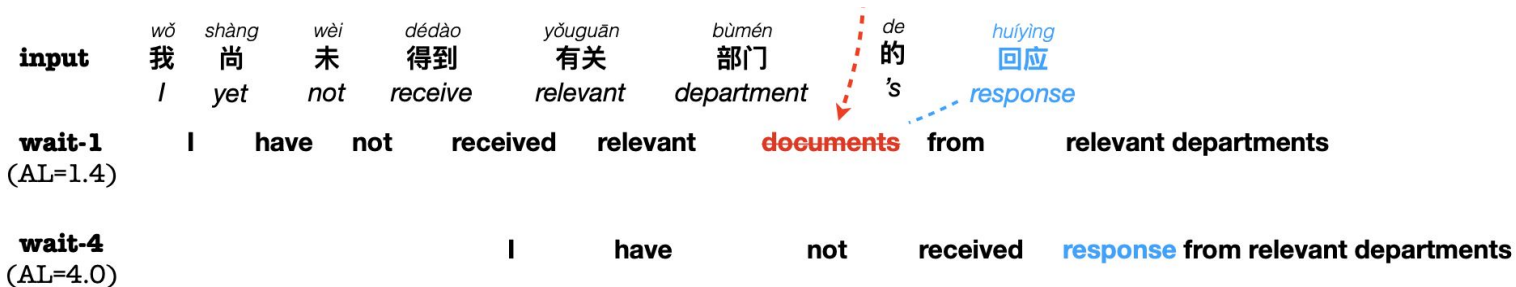 wǒ shàng wèi dédào yǒuguān bùmén de huíyìng
input 我 尚 未 得到 有关 部门 的 回应
I yet not receive relevant department 's response
wait-1 I have not received relevant documents from relevant departments
(AL=1.4)
wait-4 I have not received response from relevant departments
(AL=4.0)